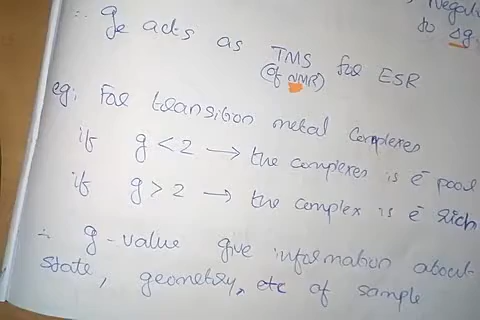 negati
to Δg.
∴ ge acts as TMS for ESR
(of NMR)
eg: For transition metal complexes
if g < 2 → the complexes is e⁻ poor
if g > 2 → the complex is e⁻ rich
∴ g-value give information about
state, geometry, etc of sample